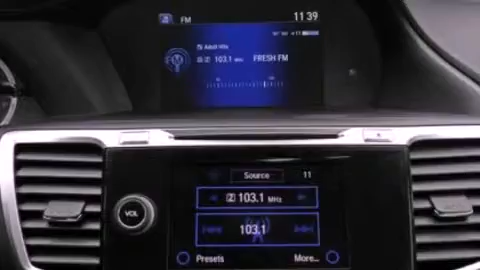 FM 11 39
Adult Hits
103.1 MHz FRESH FM
Source 11
2 103.1 MHz
VOL
103.1
Presets More...